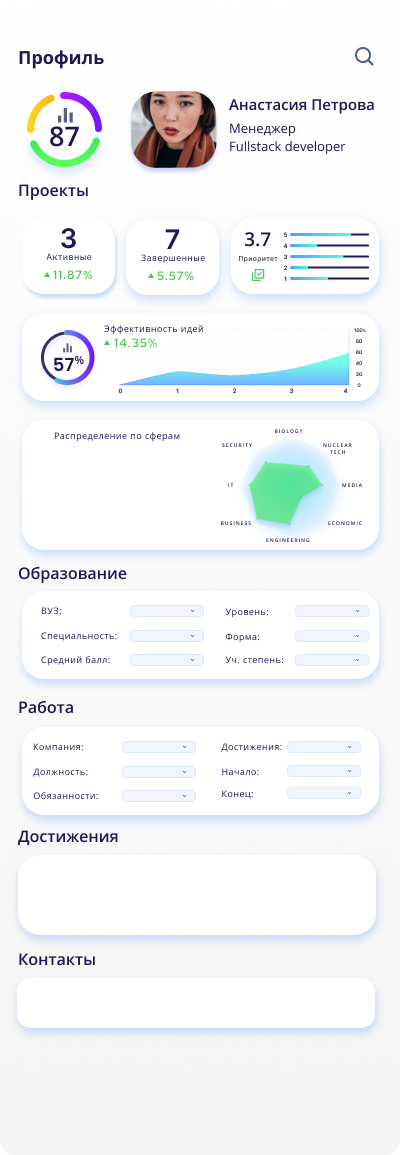 Профиль
87
Анастасия Петрова
Менеджер
Fullstack developer
Проекты
3
Активные
11.87%
7
Завершенные
5.57%
3.7
Приоритет
5
4
3
2
1
57%
Эффективность идей
14.35%
100%
80
60
40
20
0
0 1 2 3 4
Распределение по сферам
BIOLOGY
SECURITY
NUCLEAR
TECH
IT
MEDIA
BUSINESS
ECONOMIC
ENGINEERING
Образование
ВУЗ: Уровень:
Специальность: Форма:
Средний балл: Уч. степень:
Работа
Компания: Достижения:
Должность: Начало:
Обязанности: Конец:
Достижения
Контакты